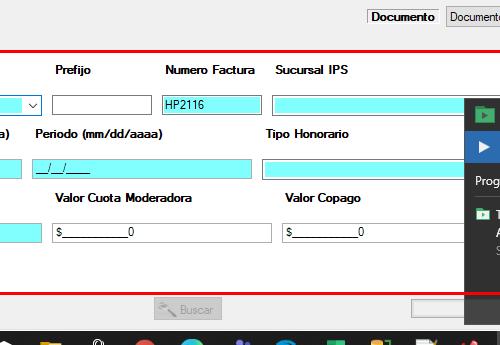 Documento Documento
Prefijo Numero Factura Sucursal IPS
HP2116
a) Periodo (mm/dd/aaaa) Tipo Honorario
__/__/____
Prog
Valor Cuota Moderadora Valor Copago
$__________0 $__________0
Buscar